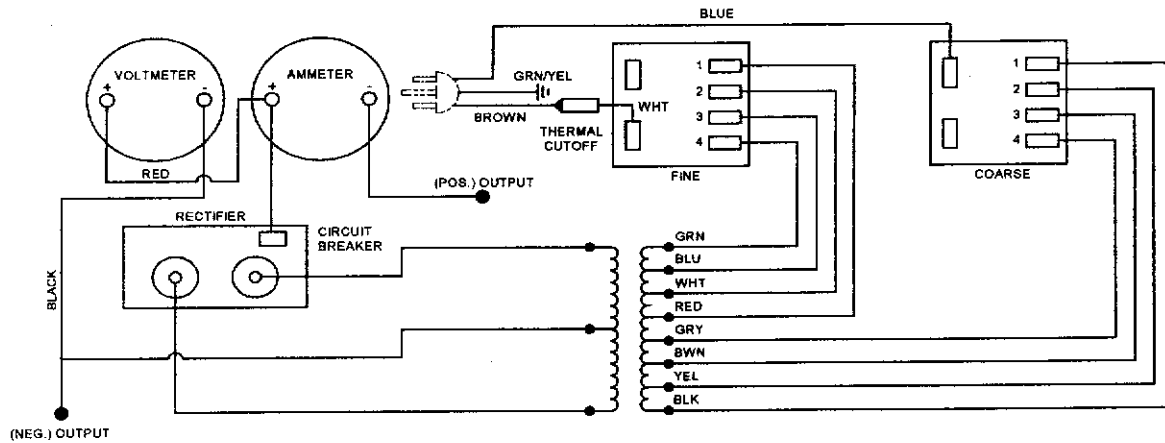 BLUE
VOLTMETER
+
-
AMMETER
+
-
GRN/YEL
BROWN
WHT
THERMAL
CUTOFF
1
2
3
4
FINE
1
2
3
4
COARSE
RED
(POS.) OUTPUT
RECTIFIER
CIRCUIT
BREAKER
BLACK
GRN
BLU
WHT
RED
GRY
BWN
YEL
BLK
(NEG.) OUTPUT